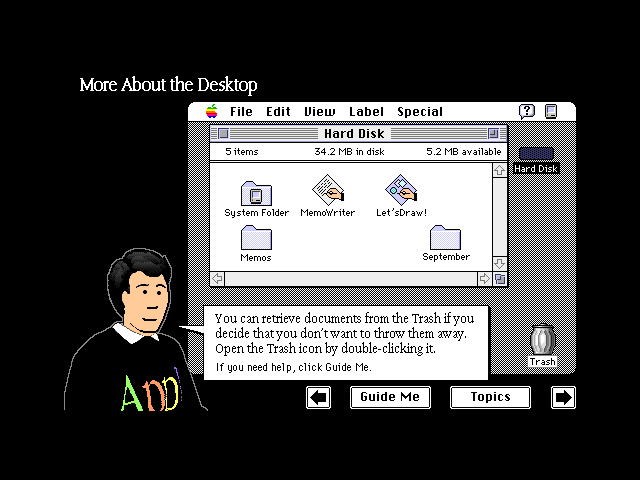 More About the Desktop
File Edit View Label Special
Hard Disk
5 items 34.2 MB in disk 5.2 MB available
Hard Disk
System Folder MemoWriter Let'sDraw!
Memos September
You can retrieve documents from the Trash if you
decide that you don't want to throw them away.
Open the Trash icon by double-clicking it.
If you need help, click Guide Me.
Trash
App
Guide Me Topics